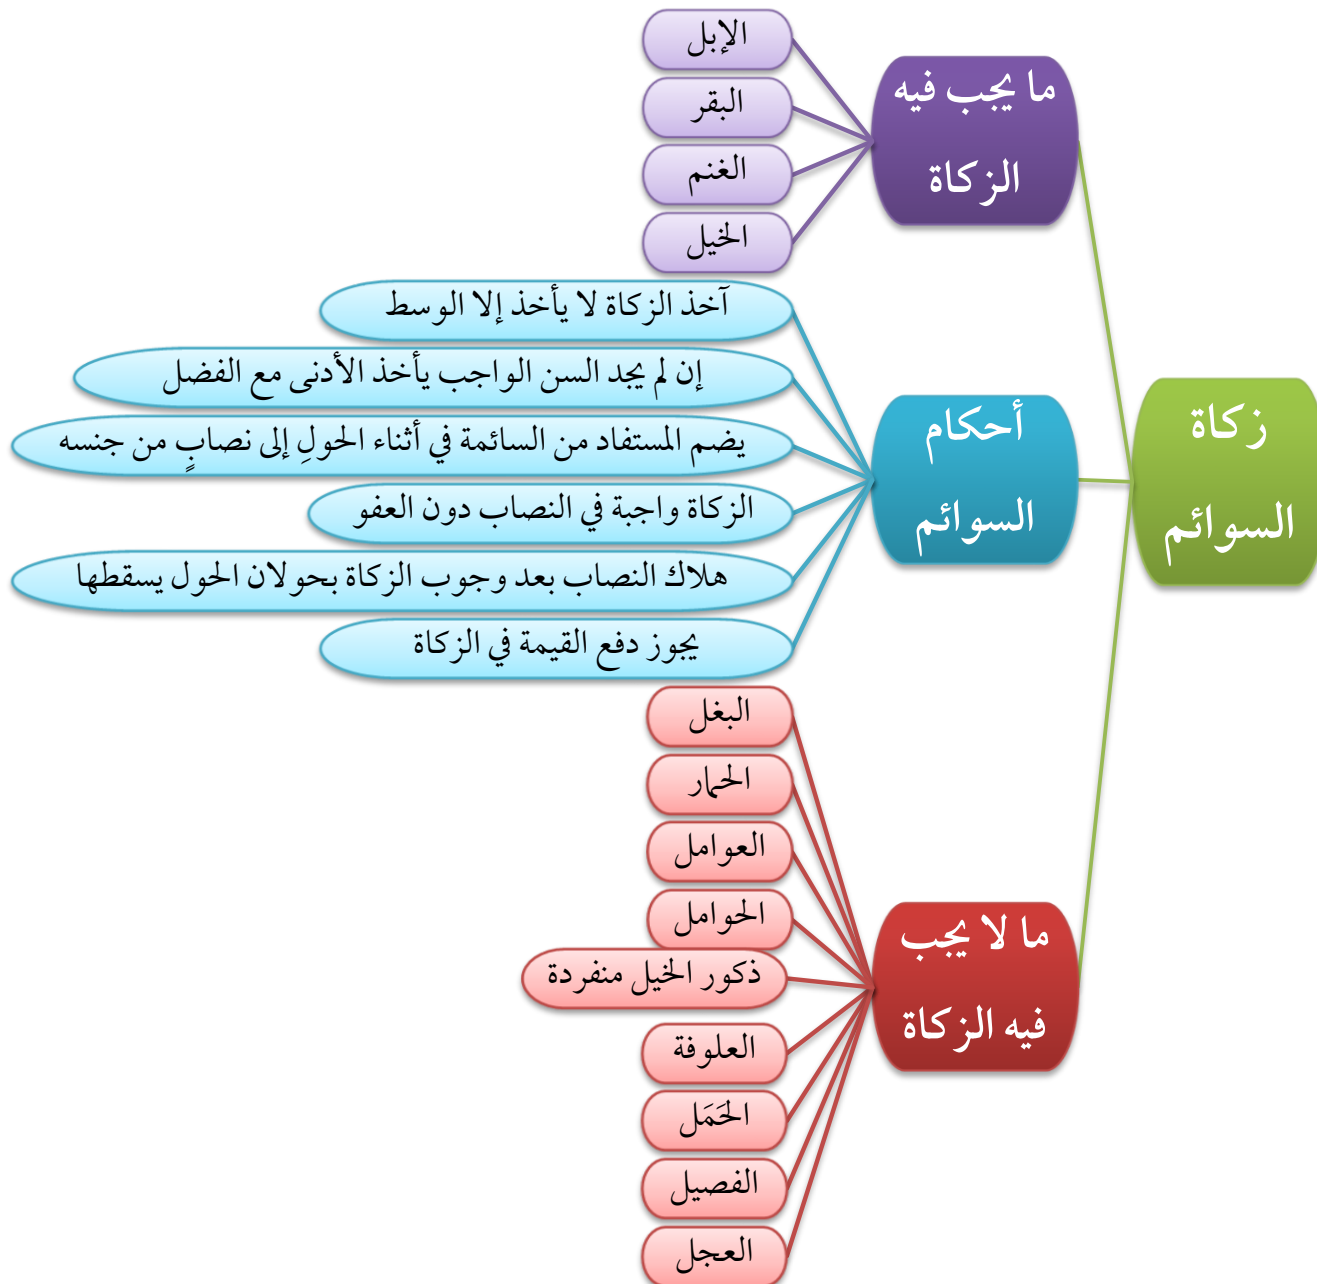 زكاة
السوائم
ما يجب فيه
الزكاة
الإبل
البقر
الغنم
الخيل
أحكام
السوائم
آخذ الزكاة لا يأخذ إلا الوسط
إن لم يجد السن الواجب يأخذ الأدنى مع الفضل
يضم المستفاد من السائمة في أثناء الحولِ إلى نصابٍ من جنسه
الزكاة واجبة في النصاب دون العفو
هلاك النصاب بعد وجوب الزكاة بحولان الحول يسقطها
يجوز دفع القيمة في الزكاة
ما لا يجب
فيه الزكاة
البغل
الحمار
العوامل
الحوامل
ذكور الخيل منفردة
العلوفة
الحَمَل
الفصيل
العجل